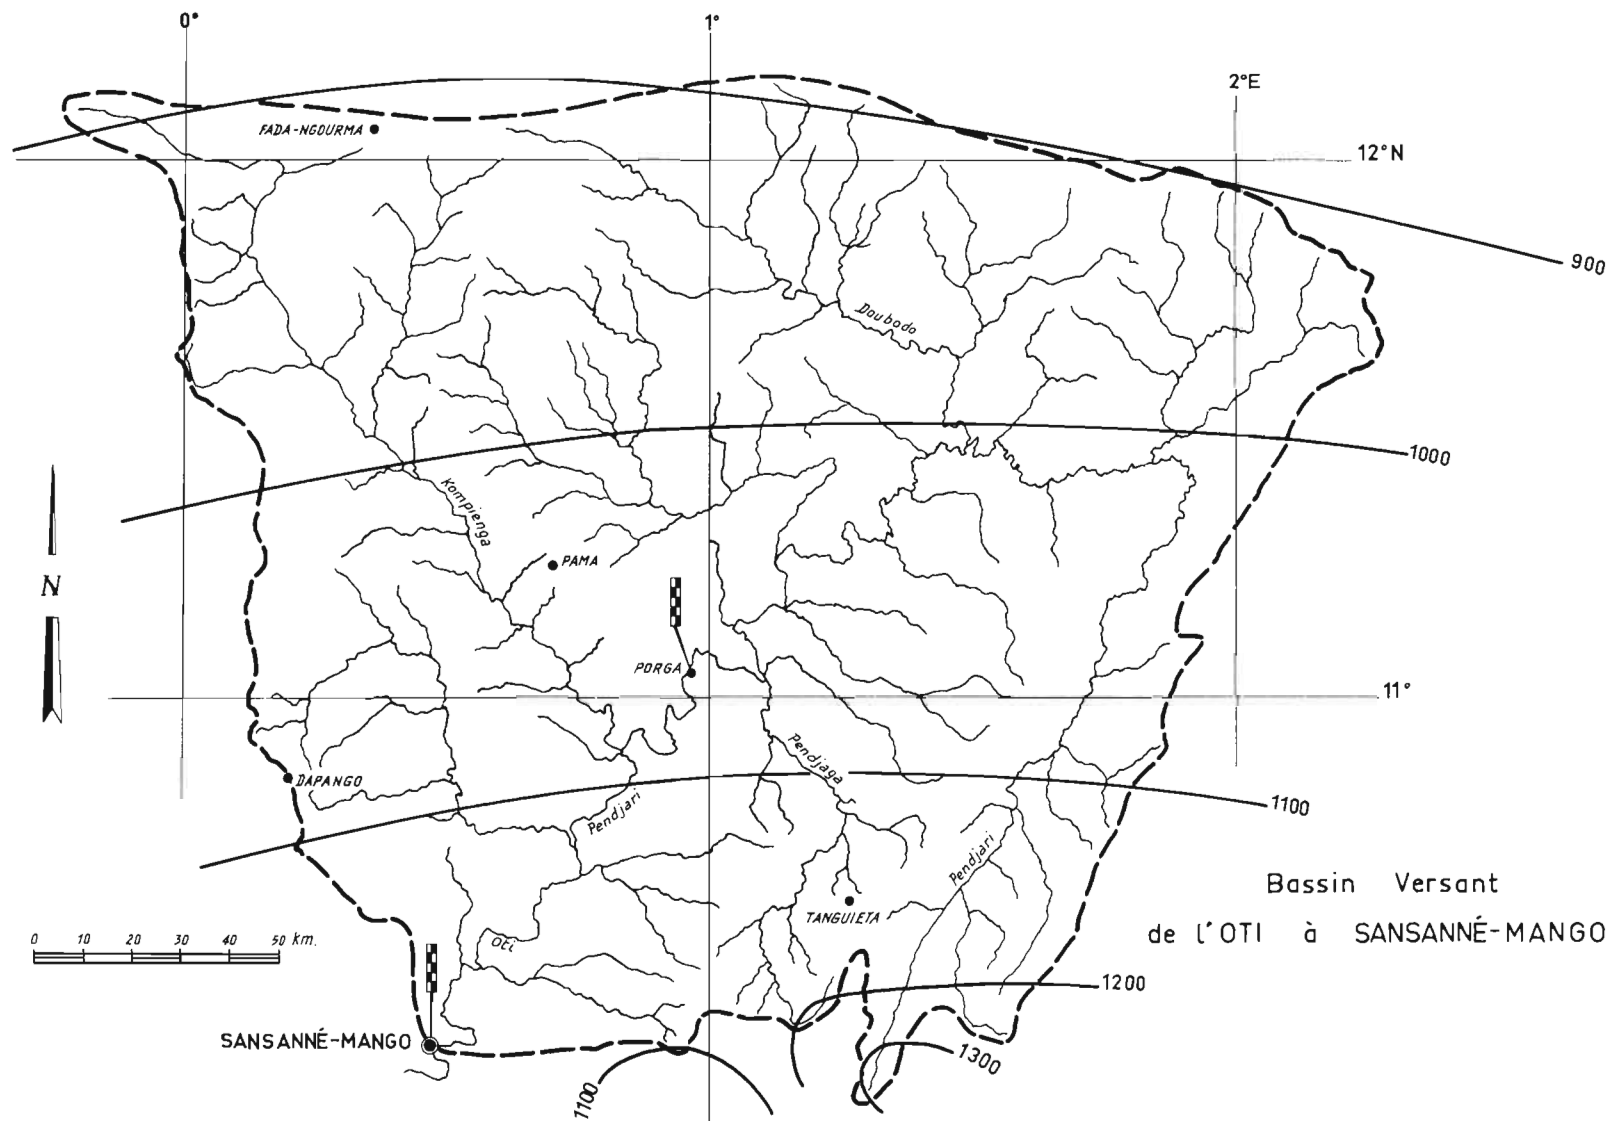 0°
1°
2°E
FADA-NGOURMA
12°N
900
Doubodo
1000
Kompienga
N
PAMA
PORGA
11°
Pendjaga
DAPANGO
1100
Pendjari
Pendjari
Bassin Versant
TANGUIETA
de L'OTI à SANSANNÉ-MANGO
0 10 20 30 40 50 km.
Oti
1200
SANSANNÉ-MANGO
1300
1100